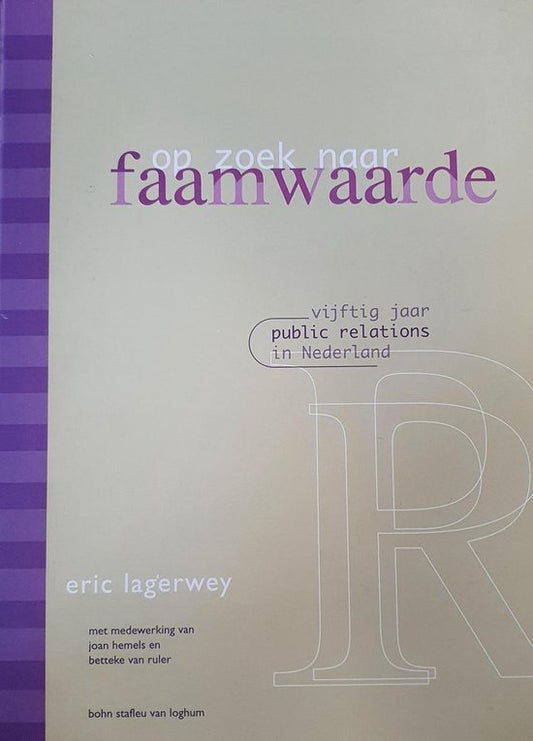 op zoek naar
faamwaarde
vijftig jaar
public relations
in Nederland
PR
eric lagerwey
met medewerking van
joan hemels en
betteke van ruler
bohn stafleu van loghum